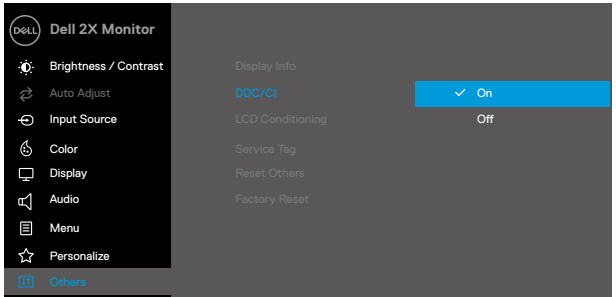 DELL
Dell 2X Monitor
Brightness / Contrast
Auto Adjust
Input Source
Color
Display
Audio
Menu
Personalize
Others
Display Info
DDC/CI
LCD Conditioning
Service Tag
Reset Others
Factory Reset
On
Off